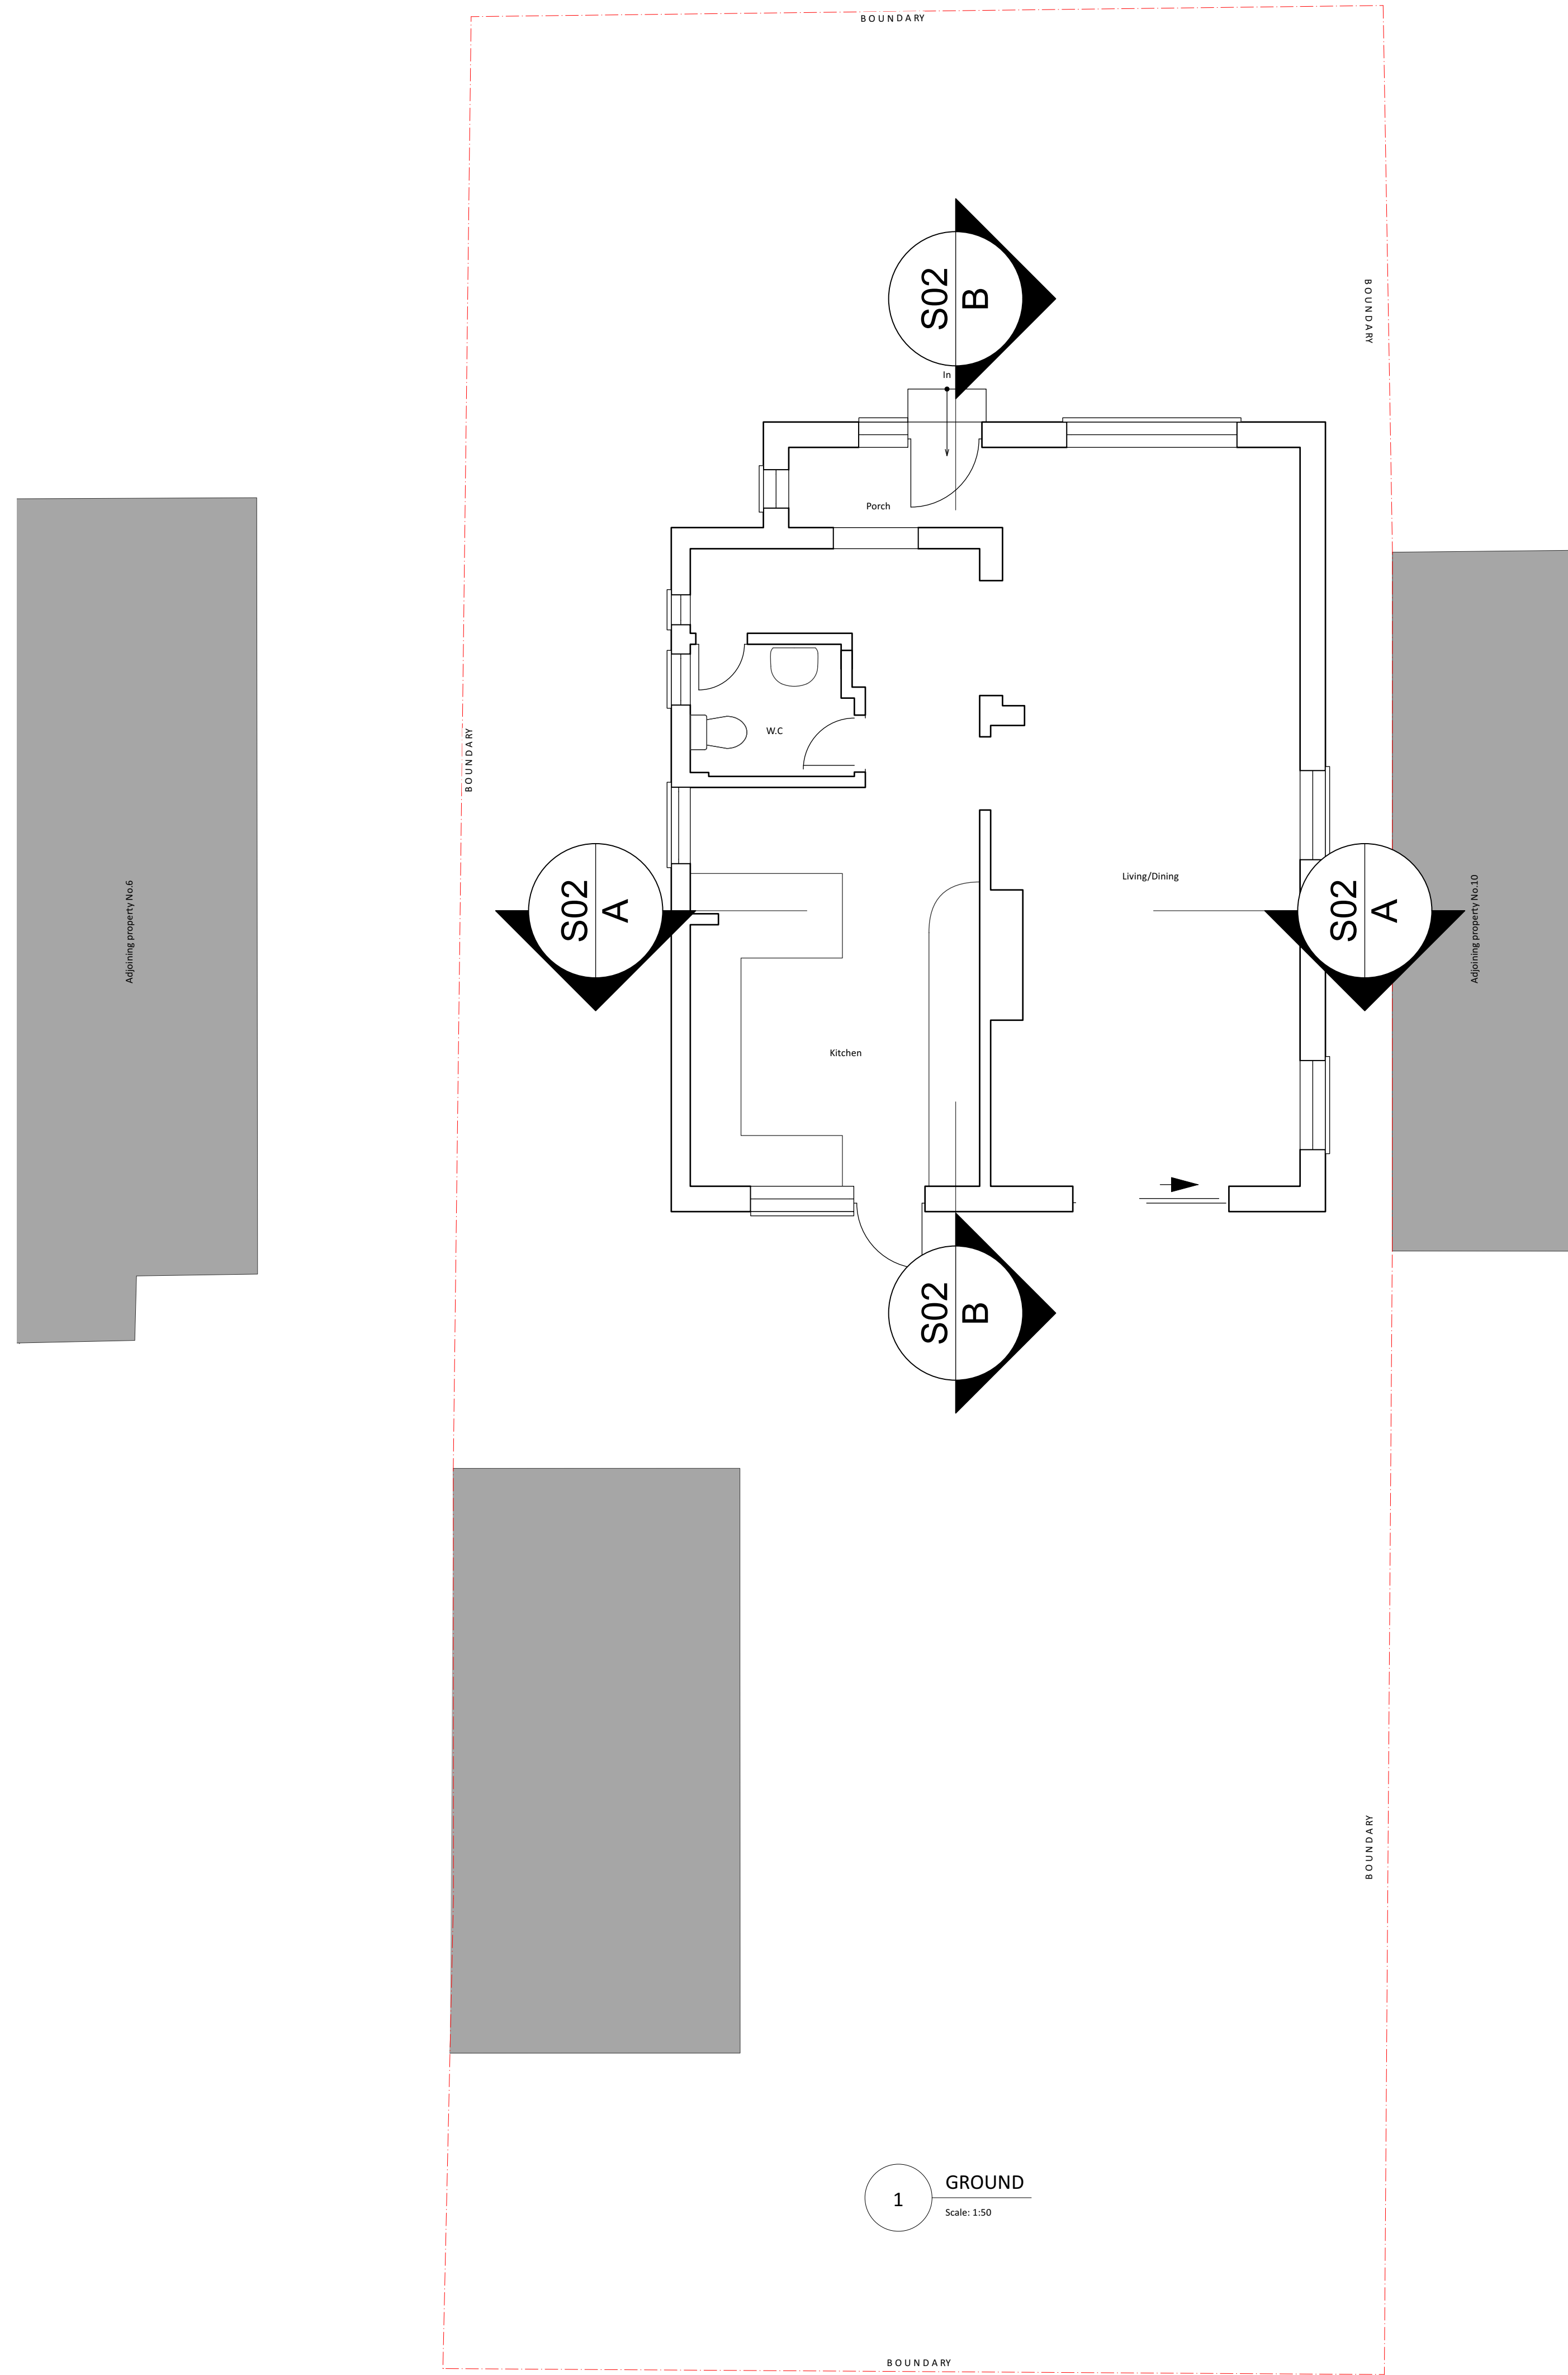 BOUNDARY
BOUNDARY
S02
B
In
Porch
BOUNDARY
W.C
Adjoining property No.6
S02
A
Living/Dining
S02
A
Adjoining property No.10
Kitchen
S02
B
BOUNDARY
1
GROUND
Scale: 1:50
BOUNDARY